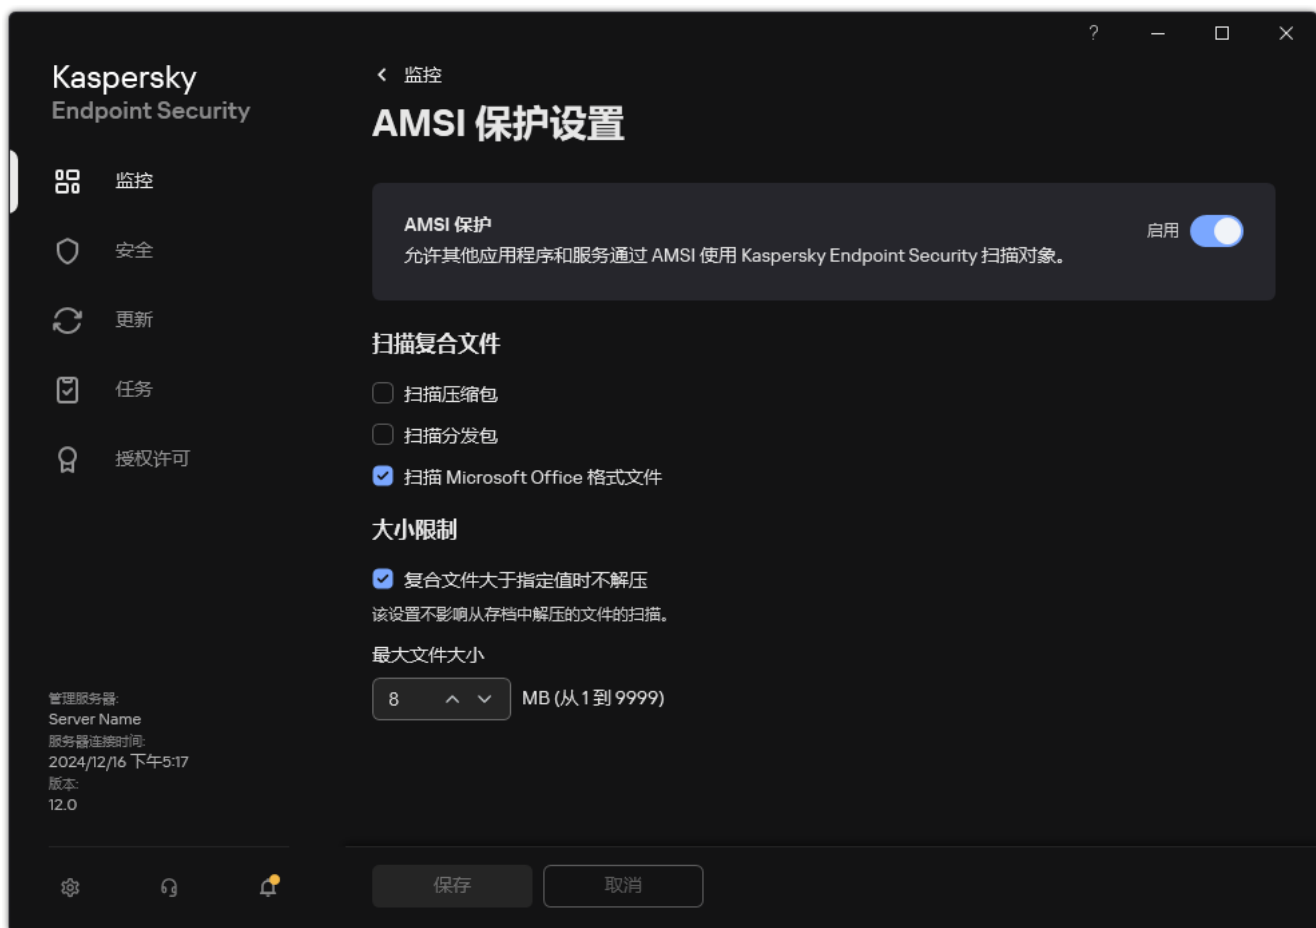 ?
Kaspersky
Endpoint Security
监控
安全
更新
任务
授权许可
管理服务器:
Server Name
服务器连接时间:
2024/12/16 下午5:17
版本:
12.0
监控
AMSI 保护设置
AMSI 保护
允许其他应用程序和服务通过 AMSI 使用 Kaspersky Endpoint Security 扫描对象。
启用
扫描复合文件
扫描压缩包
扫描分发包
扫描 Microsoft Office 格式文件
大小限制
复合文件大于指定值时不解压
该设置不影响从存档中解压的文件的扫描。
最大文件大小
8 MB (从 1 到 9999)
保存 取消